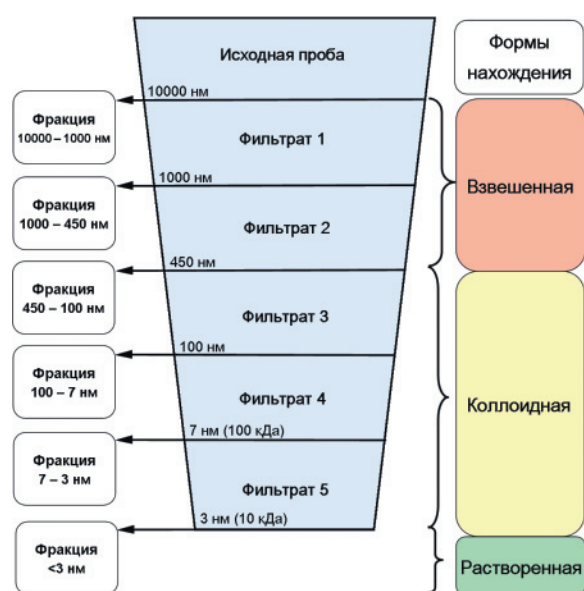 Исходная проба
Формы
нахождения
10000 нм
Фракция
10000 – 1000 нм
Фильтрат 1
Взвешенная
1000 нм
Фракция
1000 – 450 нм
Фильтрат 2
450 нм
Фракция
450 – 100 нм
Фильтрат 3
100 нм
Фракция
100 – 7 нм
Фильтрат 4
Коллоидная
7 нм (100 кДа)
Фракция
7 – 3 нм
Фильтрат 5
3 нм (10 кДа)
Фракция
<3 нм
Растворенная